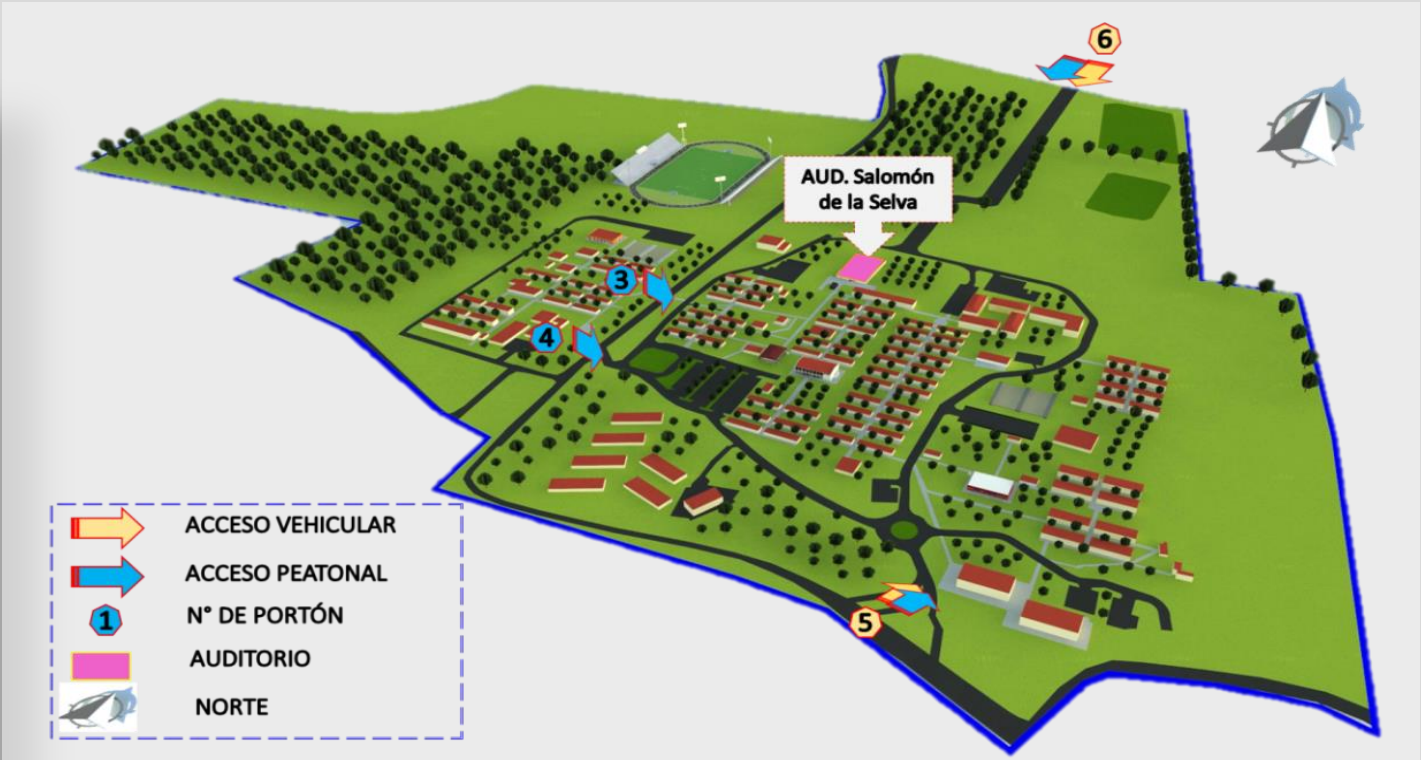 6
AUD. Salomón
de la Selva
3
4
5
ACCESO VEHICULAR
ACCESO PEATONAL
1 N° DE PORTÓN
AUDITORIO
NORTE